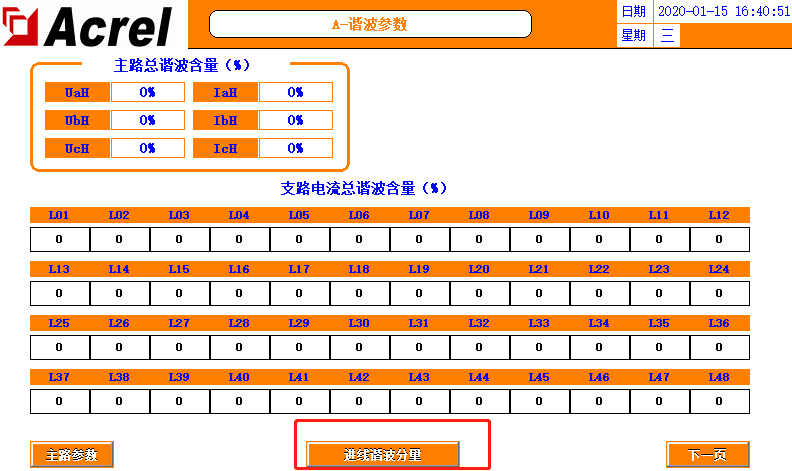 Acrel
A-谐波参数
日期 2020-01-15 16:40:51
星期 三
主路总谐波含量（%）
UaH 0% IaH 0%
UbH 0% IbH 0%
UcH 0% IcH 0%
支路电流总谐波含量（%）
L01 L02 L03 L04 L05 L06 L07 L08 L09 L10 L11 L12
0 0 0 0 0 0 0 0 0 0 0 0
L13 L14 L15 L16 L17 L18 L19 L20 L21 L22 L23 L24
0 0 0 0 0 0 0 0 0 0 0 0
L25 L26 L27 L28 L29 L30 L31 L32 L33 L34 L35 L36
0 0 0 0 0 0 0 0 0 0 0 0
L37 L38 L39 L40 L41 L42 L43 L44 L45 L46 L47 L48
0 0 0 0 0 0 0 0 0 0 0 0
主路参数 进线谐波分量 下一页